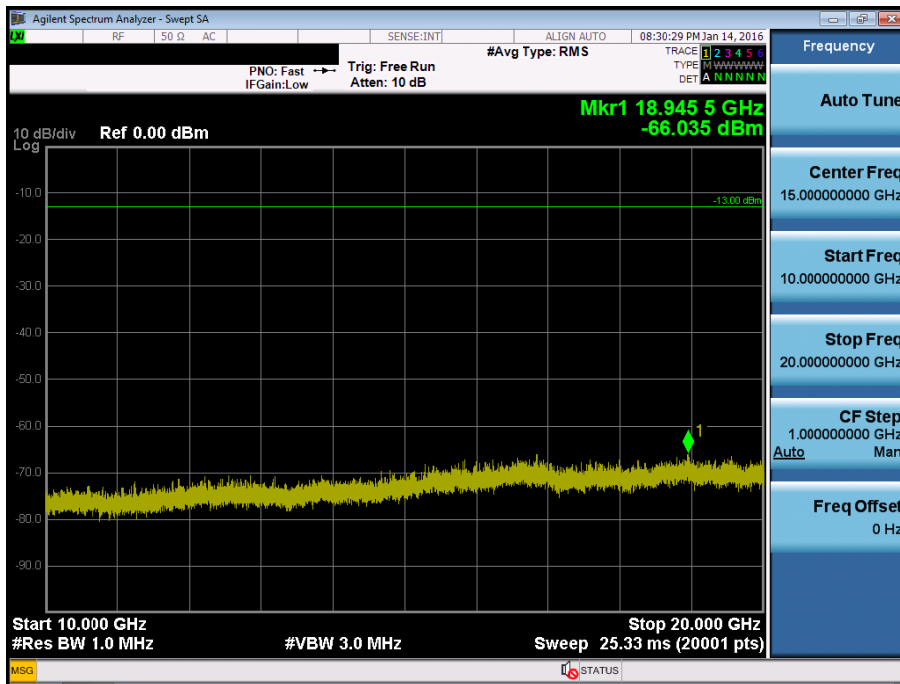 Agilent Spectrum Analyzer - Swept SA
LXI RF 50 Ω AC SENSE:INT ALIGN AUTO 08:30:29 PM Jan 14, 2016
PNO: Fast
IFGain:Low
Trig: Free Run
Atten: 10 dB
#Avg Type: RMS
TRACE 1 2 3 4 5 6
TYPE M WWWWW
DET A N N N N N
Mkr1 18.945 5 GHz
-66.035 dBm
10 dB/div Ref 0.00 dBm
Log
-10.0
-13.00 dBm
-20.0
-30.0
-40.0
-50.0
-60.0
1
-70.0
-80.0
-90.0
Start 10.000 GHz Stop 20.000 GHz
#Res BW 1.0 MHz #VBW 3.0 MHz Sweep 25.33 ms (20001 pts)
MSG STATUS
Frequency
Auto Tune
Center Freq
15.000000000 GHz
Start Freq
10.000000000 GHz
Stop Freq
20.000000000 GHz
CF Step
1.000000000 GHz
Auto Man
Freq Offset
0 Hz